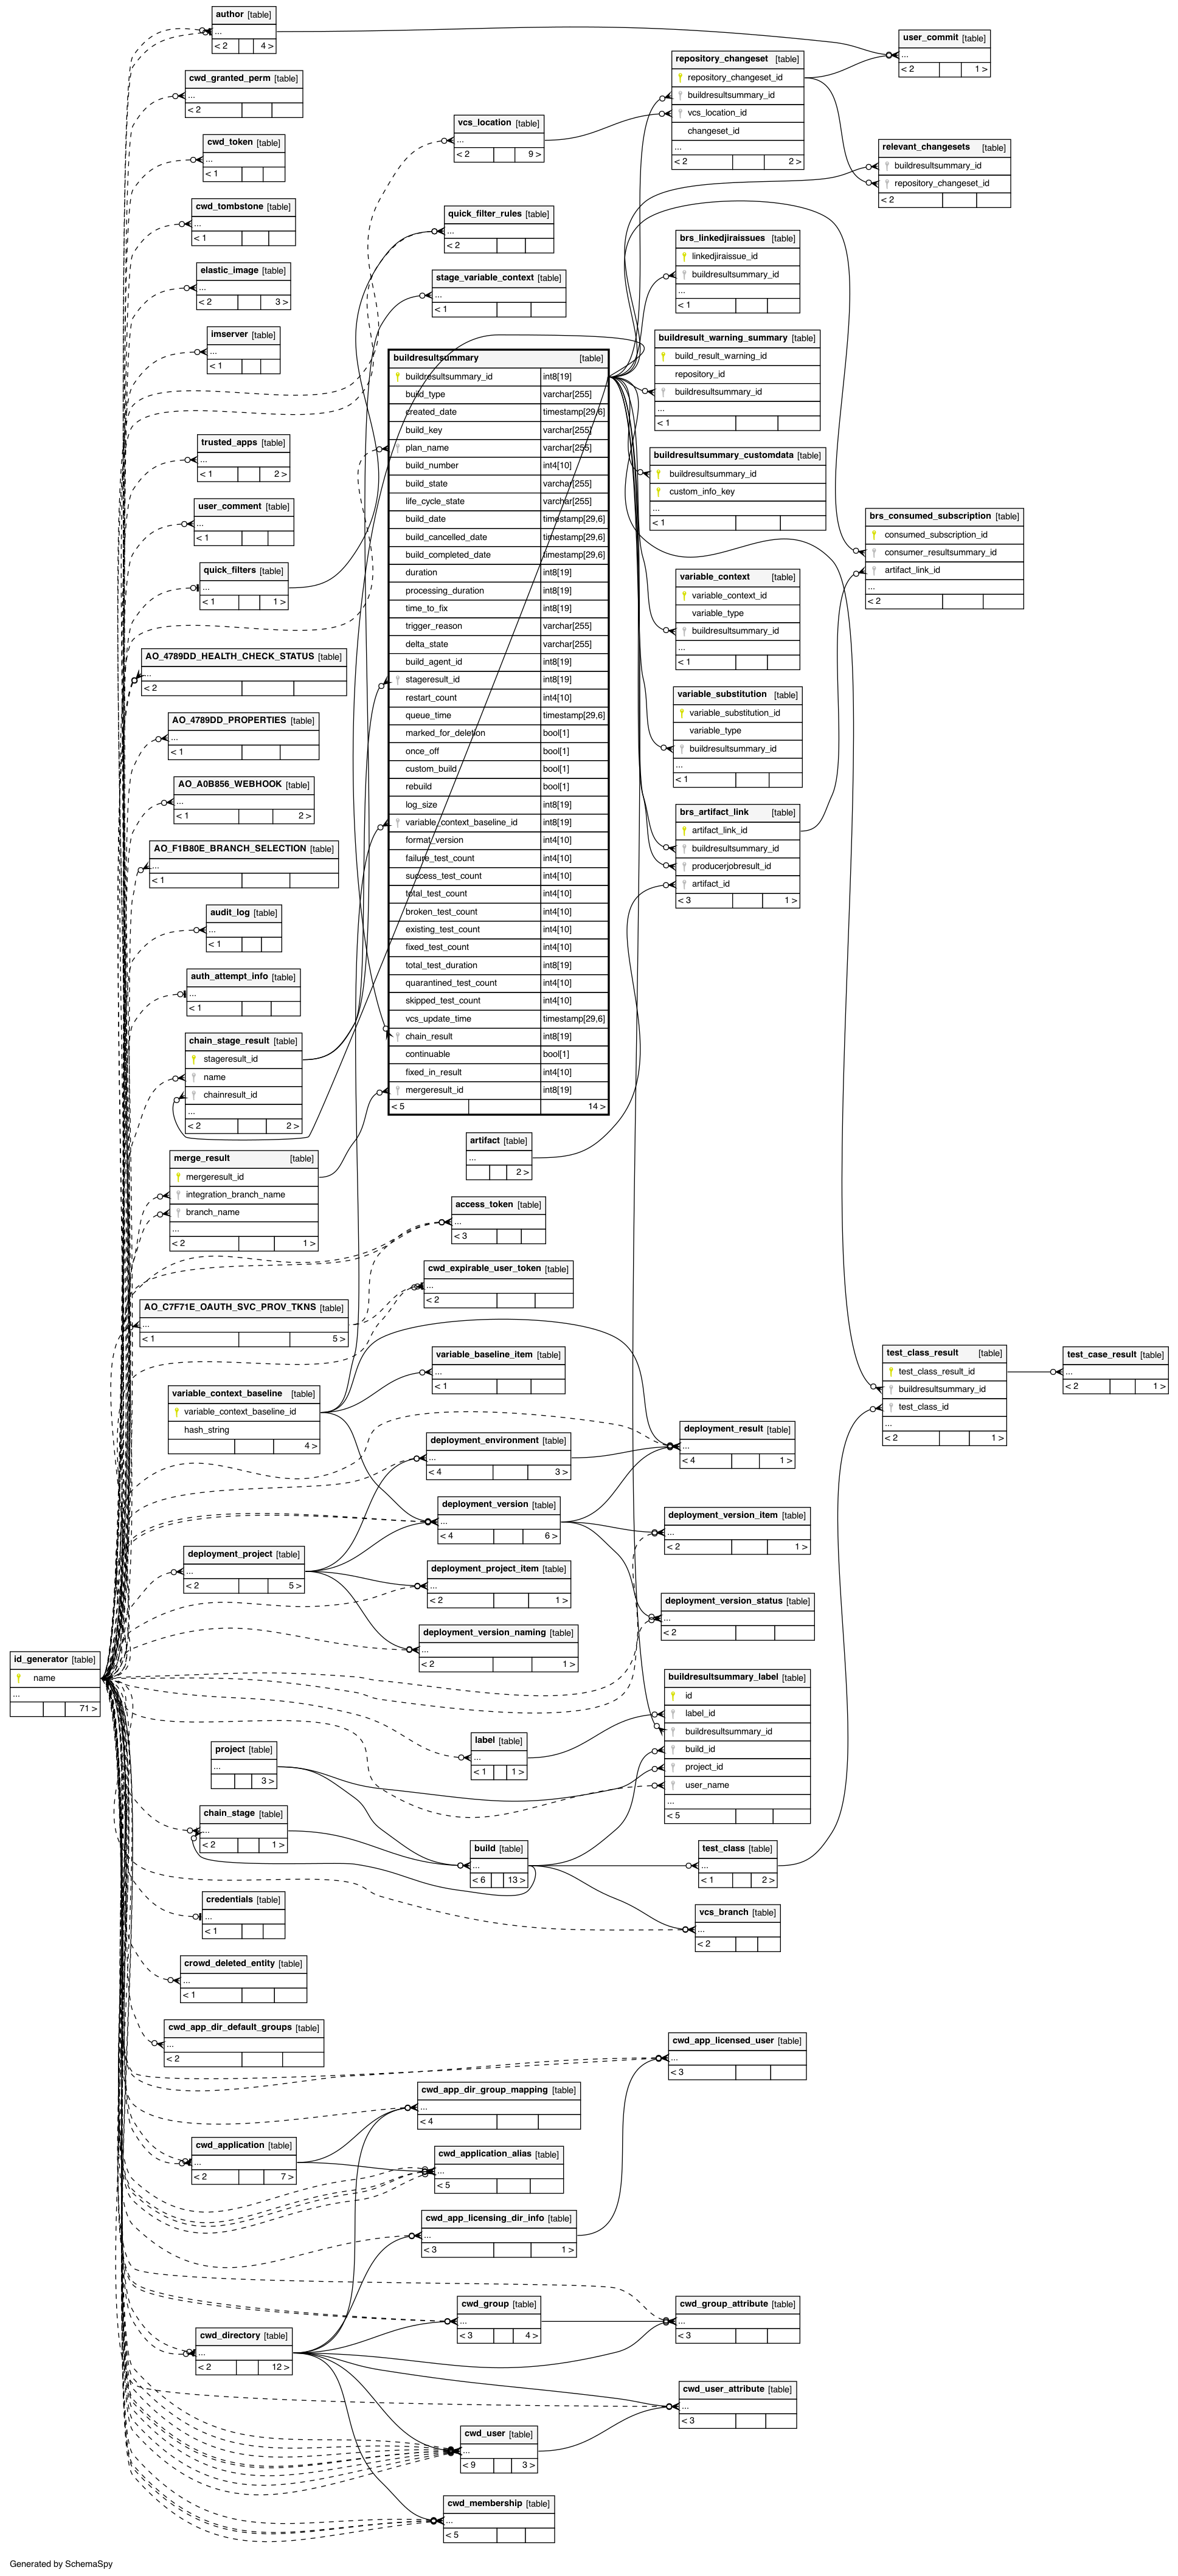 author [table]
...
< 2 4 >
cwd_granted_perm [table]
...
< 2
cwd_token [table]
...
< 1
cwd_tombstone [table]
...
< 1
elastic_image [table]
...
< 2 3 >
imserver [table]
...
< 1
trusted_apps [table]
...
< 1 2 >
user_comment [table]
...
< 1
quick_filters [table]
...
< 1 1 >
AO_4789DD_HEALTH_CHECK_STATUS [table]
...
< 2
AO_4789DD_PROPERTIES [table]
...
< 1
AO_A0B856_WEBHOOK [table]
...
< 1 2 >
AO_F1B80E_BRANCH_SELECTION [table]
...
< 1
audit_log [table]
...
< 1
auth_attempt_info [table]
...
< 1
chain_stage_result [table]
stageresult_id
name
chainresult_id
...
< 2 2 >
merge_result [table]
mergeresult_id
integration_branch_name
branch_name
...
< 2 1 >
AO_C7F71E_OAUTH_SVC_PROV_TKNS [table]
...
< 1 5 >
variable_context_baseline [table]
variable_context_baseline_id
hash_string
4 >
deployment_project [table]
...
< 2 5 >
id_generator [table]
name
...
71 >
project [table]
...
3 >
chain_stage [table]
...
< 2 1 >
credentials [table]
...
< 1
crowd_deleted_entity [table]
...
< 1
cwd_app_dir_default_groups [table]
...
< 2
cwd_application [table]
...
< 2 7 >
cwd_directory [table]
...
< 2 12 >
vcs_location [table]
...
< 2 9 >
quick_filter_rules [table]
...
< 2
stage_variable_context [table]
...
< 1
buildresultsummary [table]
buildresultsummary_id int8[19]
build_type varchar[255]
created_date timestamp[29,6]
build_key varchar[255]
plan_name varchar[255]
build_number int4[10]
build_state varchar[255]
life_cycle_state varchar[255]
build_date timestamp[29,6]
build_cancelled_date timestamp[29,6]
build_completed_date timestamp[29,6]
duration int8[19]
processing_duration int8[19]
time_to_fix int8[19]
trigger_reason varchar[255]
delta_state varchar[255]
build_agent_id int8[19]
stageresult_id int8[19]
restart_count int4[10]
queue_time timestamp[29,6]
marked_for_deletion bool[1]
once_off bool[1]
custom_build bool[1]
rebuild bool[1]
log_size int8[19]
variable_context_baseline_id int8[19]
format_version int4[10]
failure_test_count int4[10]
success_test_count int4[10]
total_test_count int4[10]
broken_test_count int4[10]
existing_test_count int4[10]
fixed_test_count int4[10]
total_test_duration int8[19]
quarantined_test_count int4[10]
skipped_test_count int4[10]
vcs_update_time timestamp[29,6]
chain_result int8[19]
continuable bool[1]
fixed_in_result int4[10]
mergeresult_id int8[19]
< 5 14 >
artifact [table]
...
2 >
access_token [table]
...
< 3
cwd_expirable_user_token [table]
...
< 2
variable_baseline_item [table]
...
< 1
deployment_environment [table]
...
< 4 3 >
deployment_version [table]
...
< 4 6 >
deployment_project_item [table]
...
< 2 1 >
deployment_version_naming [table]
...
< 2 1 >
label [table]
...
< 1 1 >
build [table]
...
< 6 13 >
cwd_app_dir_group_mapping [table]
...
< 4
cwd_application_alias [table]
...
< 5
cwd_app_licensing_dir_info [table]
...
< 3 1 >
cwd_group [table]
...
< 3 4 >
cwd_user [table]
...
< 9 3 >
cwd_membership [table]
...
< 5
repository_changeset [table]
repository_changeset_id
buildresultsummary_id
vcs_location_id
changeset_id
...
< 2 2 >
brs_linkedjiraissues [table]
linkedjiraissue_id
buildresultsummary_id
...
< 1
buildresult_warning_summary [table]
build_result_warning_id
repository_id
buildresultsummary_id
...
< 1
buildresultsummary_customdata [table]
buildresultsummary_id
custom_info_key
...
< 1
variable_context [table]
variable_context_id
variable_type
buildresultsummary_id
...
< 1
variable_substitution [table]
variable_substitution_id
variable_type
buildresultsummary_id
...
< 1
brs_artifact_link [table]
artifact_link_id
buildresultsummary_id
producerjobresult_id
artifact_id
< 3 1 >
deployment_result [table]
...
< 4 1 >
deployment_version_item [table]
...
< 2 1 >
deployment_version_status [table]
...
< 2
buildresultsummary_label [table]
id
label_id
buildresultsummary_id
build_id
project_id
user_name
...
< 5
test_class [table]
...
< 1 2 >
vcs_branch [table]
...
< 2
cwd_app_licensed_user [table]
...
< 3
cwd_group_attribute [table]
...
< 3
cwd_user_attribute [table]
...
< 3
user_commit [table]
...
< 2 1 >
relevant_changesets [table]
buildresultsummary_id
repository_changeset_id
< 2
brs_consumed_subscription [table]
consumed_subscription_id
consumer_resultsummary_id
artifact_link_id
...
< 2
test_class_result [table]
test_class_result_id
buildresultsummary_id
test_class_id
...
< 2 1 >
test_case_result [table]
...
< 2 1 >
Generated by SchemaSpy